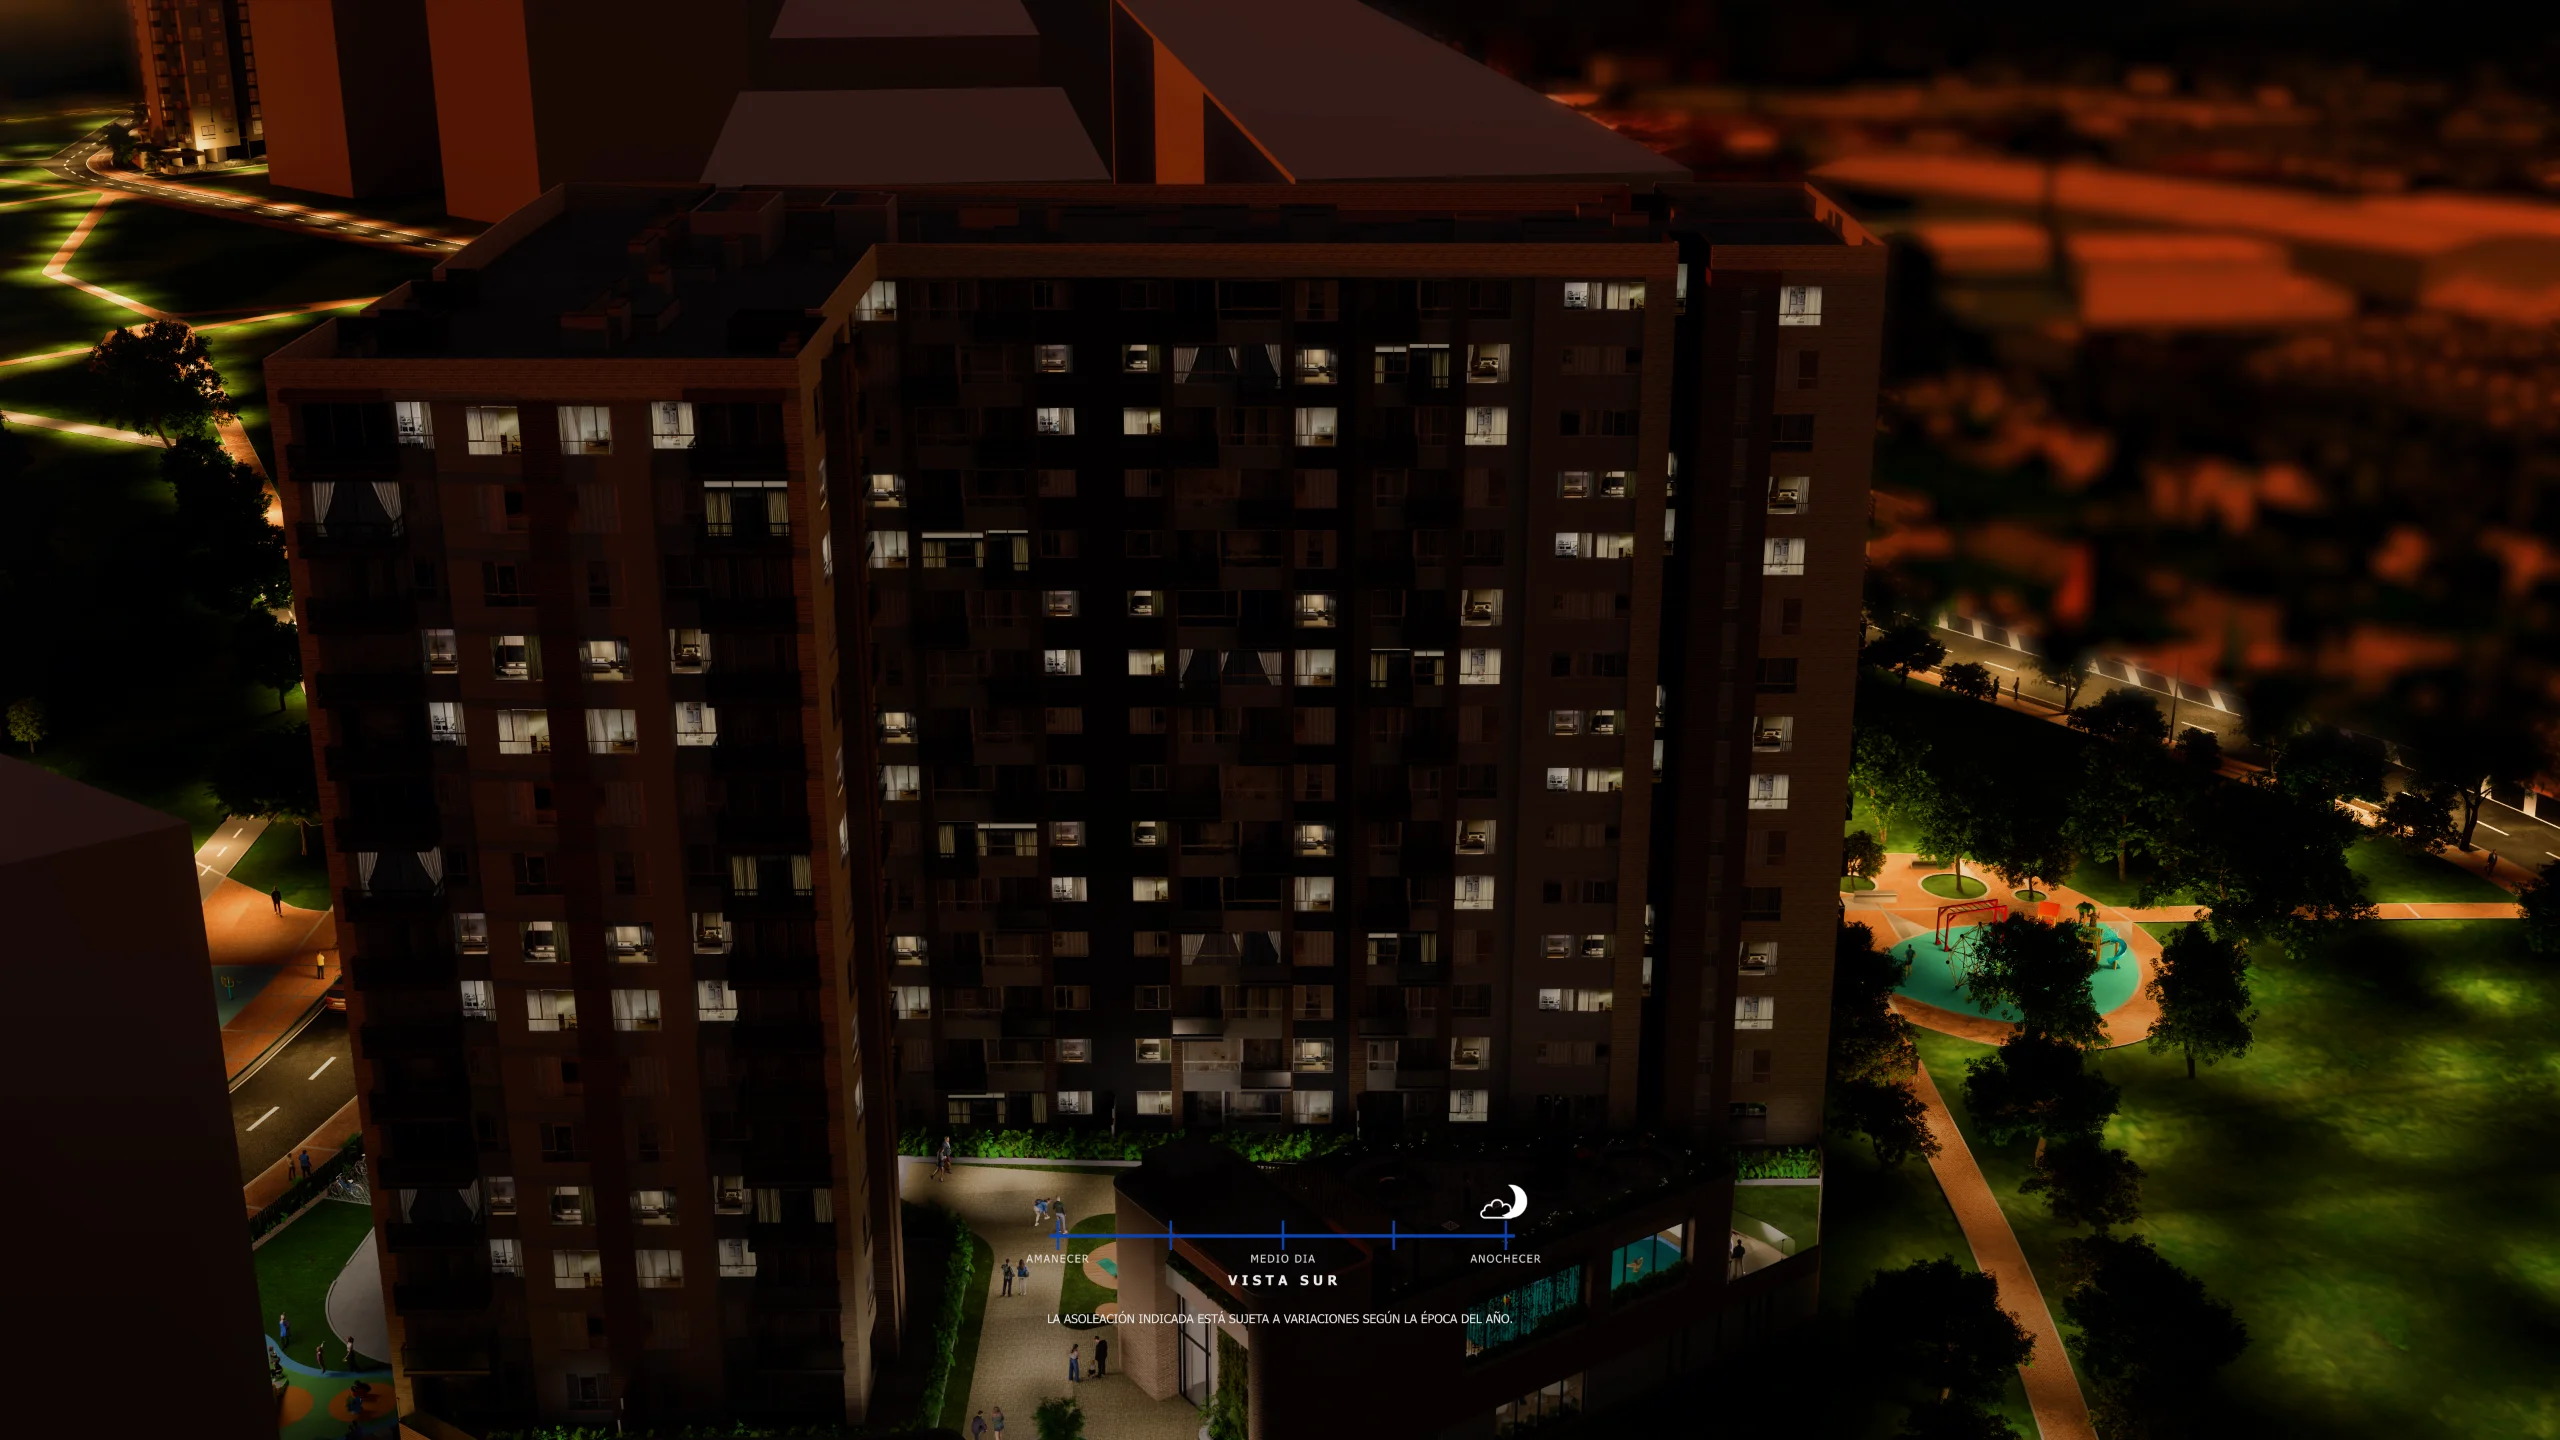 AMANECER
MEDIO DIA
ANOCHECER
VISTA SUR
LA ASOLEACIÓN INDICADA ESTÁ SUJETA A VARIACIONES SEGÚN LA ÉPOCA DEL AÑO.